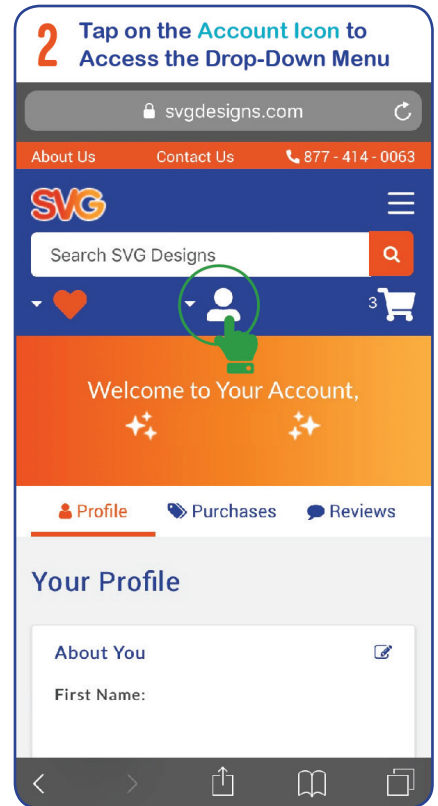 2 Tap on the Account Icon to
Access the Drop-Down Menu
svgdesigns.com
About Us Contact Us 877 - 414 - 0063
SVG
Search SVG Designs
3
Welcome to Your Account,
Profile Purchases Reviews
Your Profile
About You
First Name: